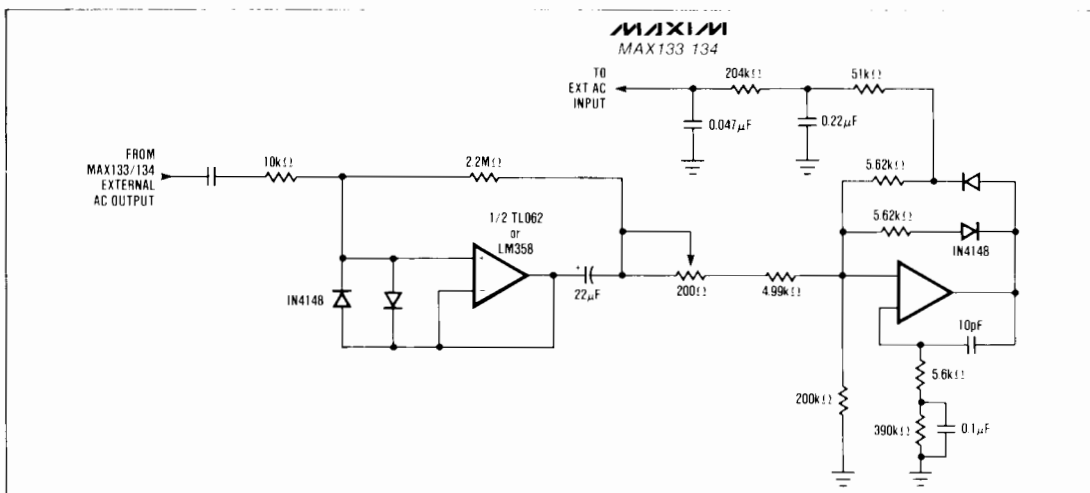 MAXIM
MAX133 134
TO
EXT AC
INPUT
204kΩ
51kΩ
0.047μF
0.22μF
FROM
MAX133/134
EXTERNAL
AC OUTPUT
10kΩ
2.2MΩ
5.62kΩ
5.62kΩ
IN4148
1/2 TL062
or
LM358
+
−
IN4148
+
22μF
200Ω
4.99kΩ
10pF
5.6kΩ
200kΩ
390kΩ
0.1μF